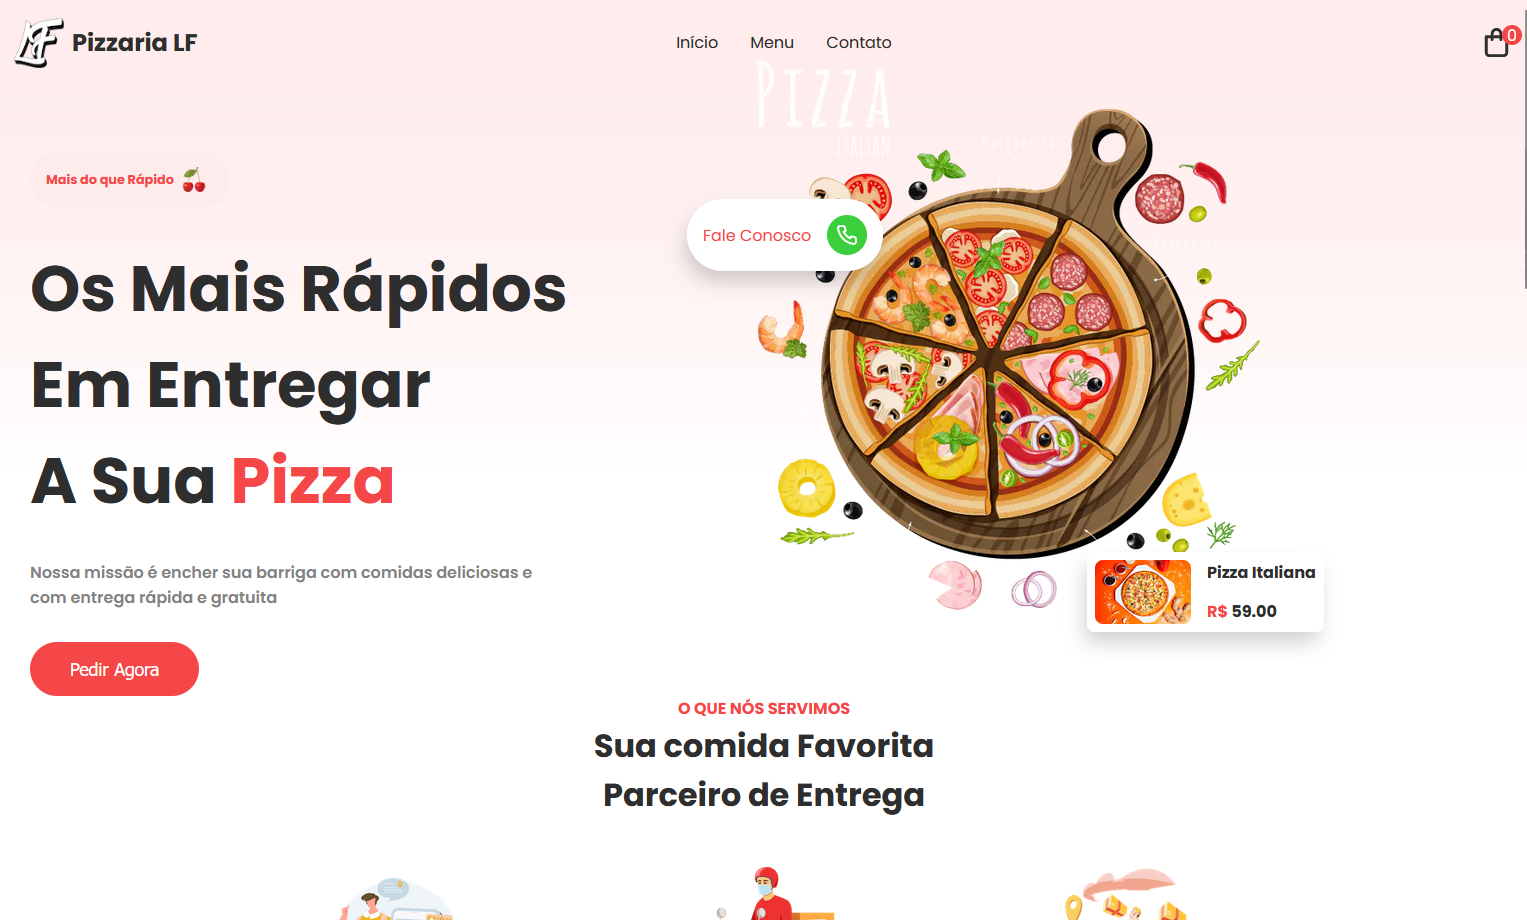 LF
Pizzaria LF
Início
Menu
Contato
0
Pizza
ITALIAN
Margherita
Mais do que Rápido
Fale Conosco
Os Mais Rápidos
Em Entregar
A Sua Pizza
Nossa missão é encher sua barriga com comidas deliciosas e
com entrega rápida e gratuita
Pizza Italiana
R$ 59.00
Pedir Agora
O QUE NÓS SERVIMOS
Sua comida Favorita
Parceiro de Entrega